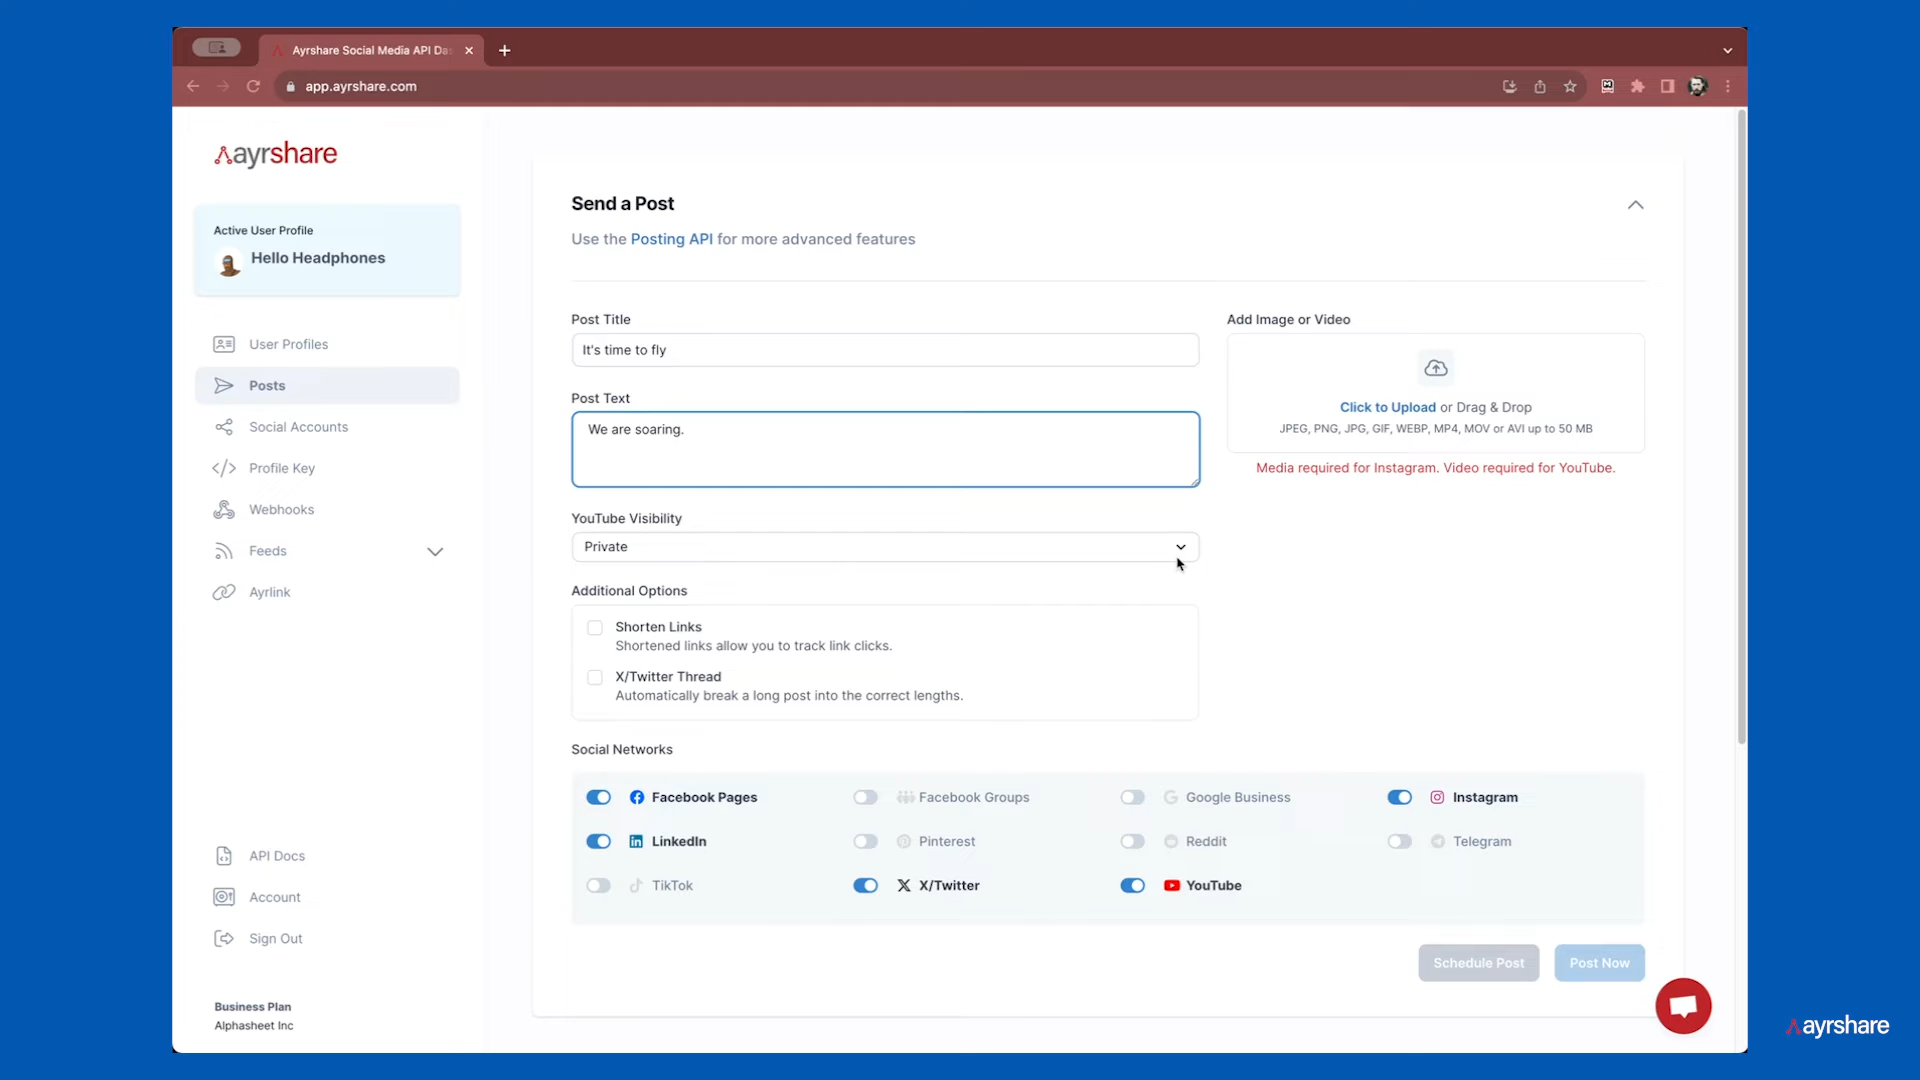 Ayrshare Social Media API Da
app.ayrshare.com
ayrshare
Active User Profile
Hello Headphones
User Profiles
Posts
Social Accounts
Profile Key
Webhooks
Feeds
Ayrlink
API Docs
Account
Sign Out
Business Plan
Alphasheet Inc
Send a Post
Use the Posting API for more advanced features
Post Title
It's time to fly
Post Text
We are soaring.
YouTube Visibility
Private
Additional Options
Shorten Links
Shortened links allow you to track link clicks.
X/Twitter Thread
Automatically break a long post into the correct lengths.
Add Image or Video
Click to Upload or Drag & Drop
JPEG, PNG, JPG, GIF, WEBP, MP4, MOV or AVI up to 50 MB
Media required for Instagram. Video required for YouTube.
Social Networks
Facebook Pages Facebook Groups Google Business Instagram
LinkedIn Pinterest Reddit Telegram
TikTok X/Twitter YouTube
Schedule Post Post Now
ayrshare